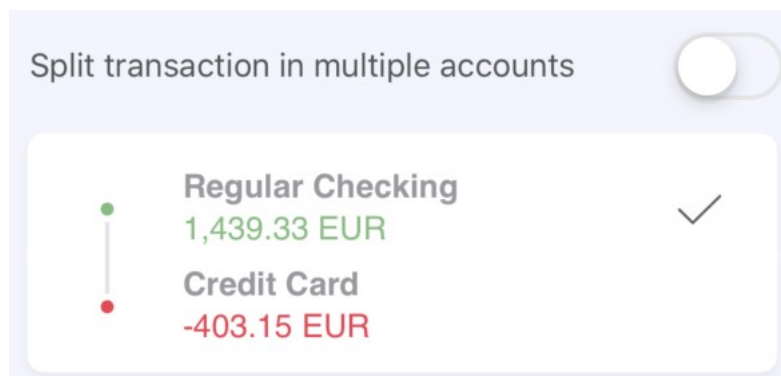 Split transaction in multiple accounts
Regular Checking
1,439.33 EUR
Credit Card
-403.15 EUR